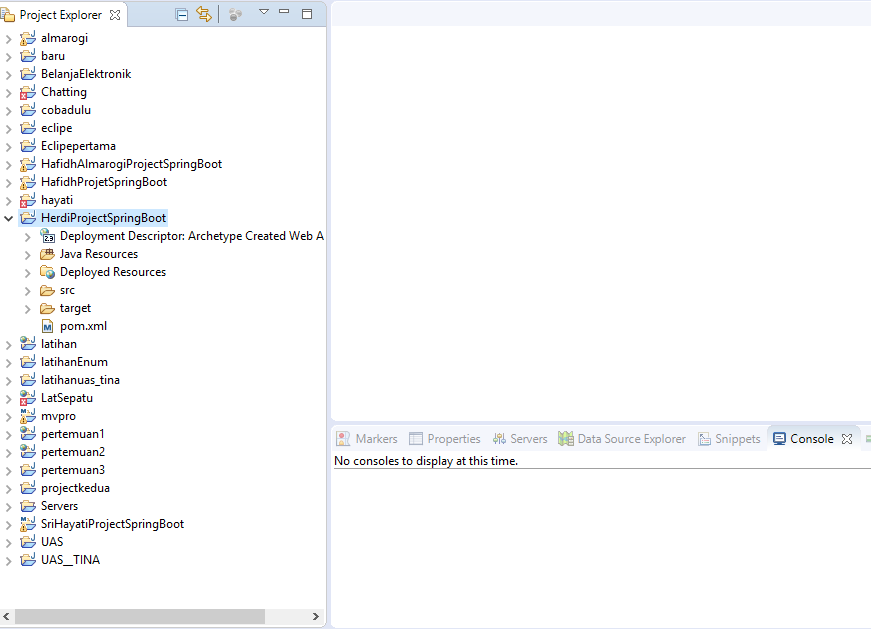 Project Explorer
almarogi
baru
BelanjaElektronik
Chatting
cobadulu
eclipe
Eclipepertama
HafidhAlmarogiProjectSpringBoot
HafidhProjetSpringBoot
hayati
HerdiProjectSpringBoot
2.3 Deployment Descriptor: Archetype Created Web A
Java Resources
Deployed Resources
src
target
M pom.xml
latihan
latihanEnum
latihanuas_tina
LatSepatu
mvpro
pertemuan1
pertemuan2
pertemuan3
projectkedua
Servers
SriHayatiProjectSpringBoot
UAS
UAS__TINA
Markers Properties Servers Data Source Explorer Snippets Console
No consoles to display at this time.